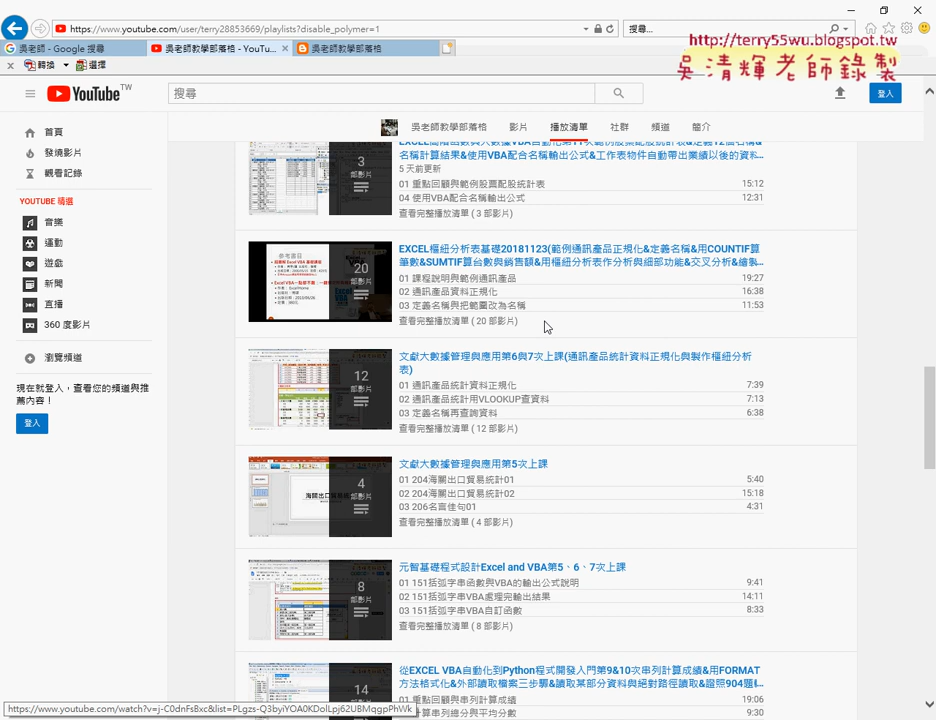 https://www.youtube.com/user/terry28853669/playlists?disable_polymer=1
搜尋...
吳老師 - Google 搜尋
吳老師教學部落格 - YouTu...
吳老師教學部落格
轉換
選擇
http://terry55wu.blogspot.tw
吳清輝老師錄製
YouTube TW
搜尋
登入
吳老師教學部落格
影片
播放清單
社群
頻道
簡介
首頁
發燒影片
觀看記錄
YOUTUBE 精選
音樂
運動
遊戲
新聞
直播
360 度影片
瀏覽頻道
現在就登入，查看您的頻道與推
薦內容！
登入
3
部影片
名稱計算結果&使用VBA配合名稱輸出公式&工作表物件自動帶出業績以後的資料...
5 天前更新
01 重點回顧與範例股票配股統計表 15:12
04 使用VBA配合名稱輸出公式 12:31
查看完整播放清單 ( 3 部影片)
20
部影片
EXCEL樞紐分析表基礎20181123(範例通訊產品正規化&定義名稱&用COUNTIF算
筆數&SUMTIF算台數與銷售額&用樞紐分析表作分析與細部功能&交叉分析&繪製...
01 課程說明與範例通訊產品 19:27
02 通訊產品資料正規化 16:38
03 定義名稱與把範圍改為名稱 11:53
查看完整播放清單 ( 20 部影片)
12
部影片
文獻大數據管理與應用第6與7次上課(通訊產品統計資料正規化與製作樞紐分析
表)
01 通訊產品統計資料正規化 7:39
02 通訊產品統計用VLOOKUP查資料 7:13
03 定義名稱再查詢資料 6:38
查看完整播放清單 ( 12 部影片)
4
部影片
文獻大數據管理與應用第5次上課
01 204海關出口貿易統計01 5:40
02 204海關出口貿易統計02 15:18
03 206名言佳句01 4:31
查看完整播放清單 ( 4 部影片)
8
部影片
元智基礎程式設計Excel and VBA第5、6、7次上課
01 151括弧字串函數與VBA的輸出公式說明 9:41
02 151括弧字串VBA處理完輸出結果 14:11
03 151括弧字串VBA自訂函數 8:33
查看完整播放清單 ( 8 部影片)
14
部影片
從EXCEL VBA自動化到Python程式開發入門第9&10次串列計算成績&用FORMAT
方法格式化&外部讀取檔案三步驟&讀取某部分資料與絕對路徑讀取&證照904題...
01 重點回顧與串列計算成績 19:06
計算串列總分與平均分數 9:30
https://www.youtube.com/watch?v=j-C0dnFs8xc&list=PLgzs-Q3byiYOA0KDolLpj62UBMqgpPhWk